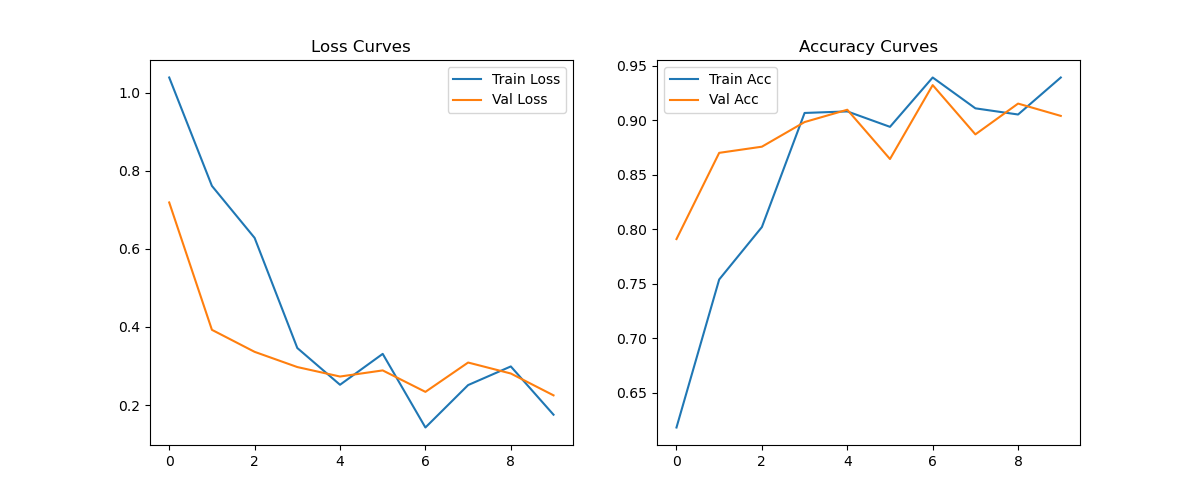 Loss Curves
Train Loss
Val Loss
1.0
0.8
0.6
0.4
0.2
0 2 4 6 8
Accuracy Curves
Train Acc
Val Acc
0.95
0.90
0.85
0.80
0.75
0.70
0.65
0 2 4 6 8